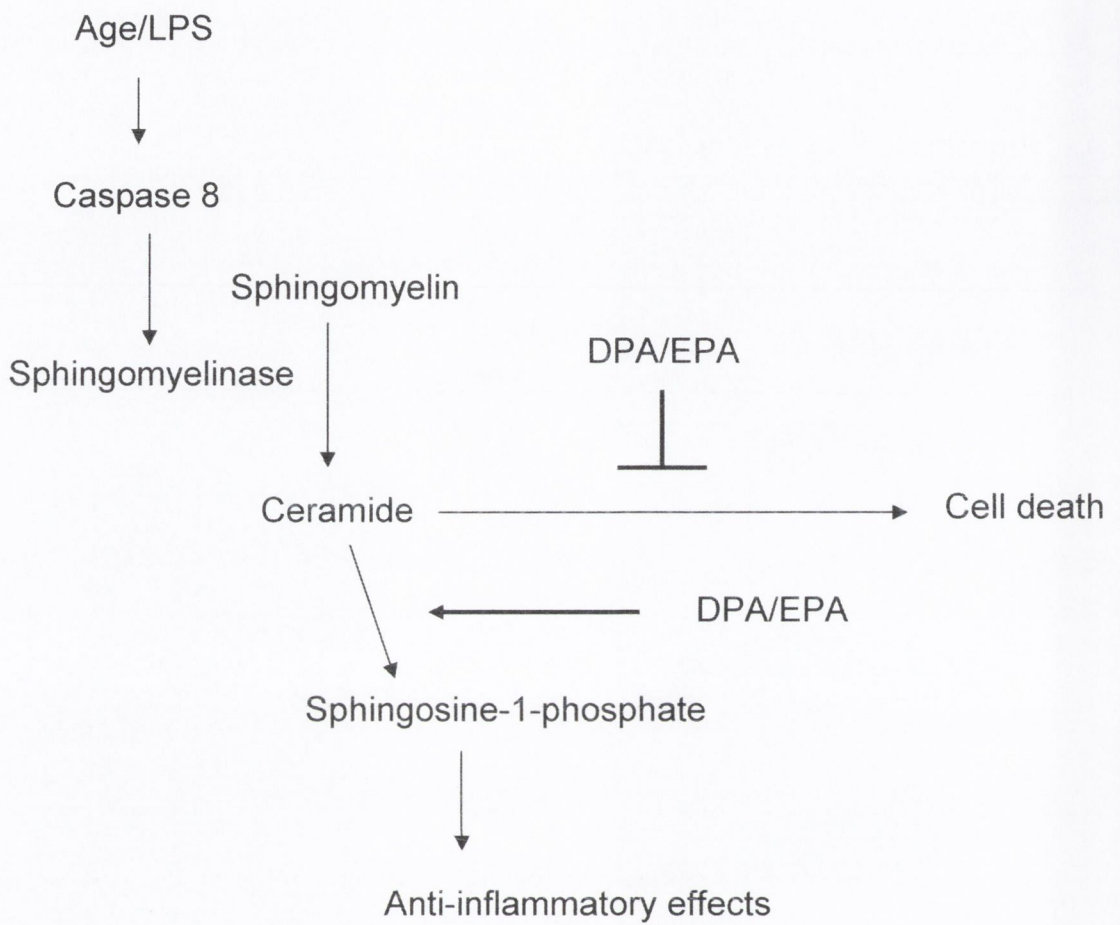 Age/LPS
Caspase 8
Sphingomyelin
DPA/EPA
Sphingomyelinase
Ceramide
Cell death
DPA/EPA
Sphingosine-1-phosphate
Anti-inflammatory effects